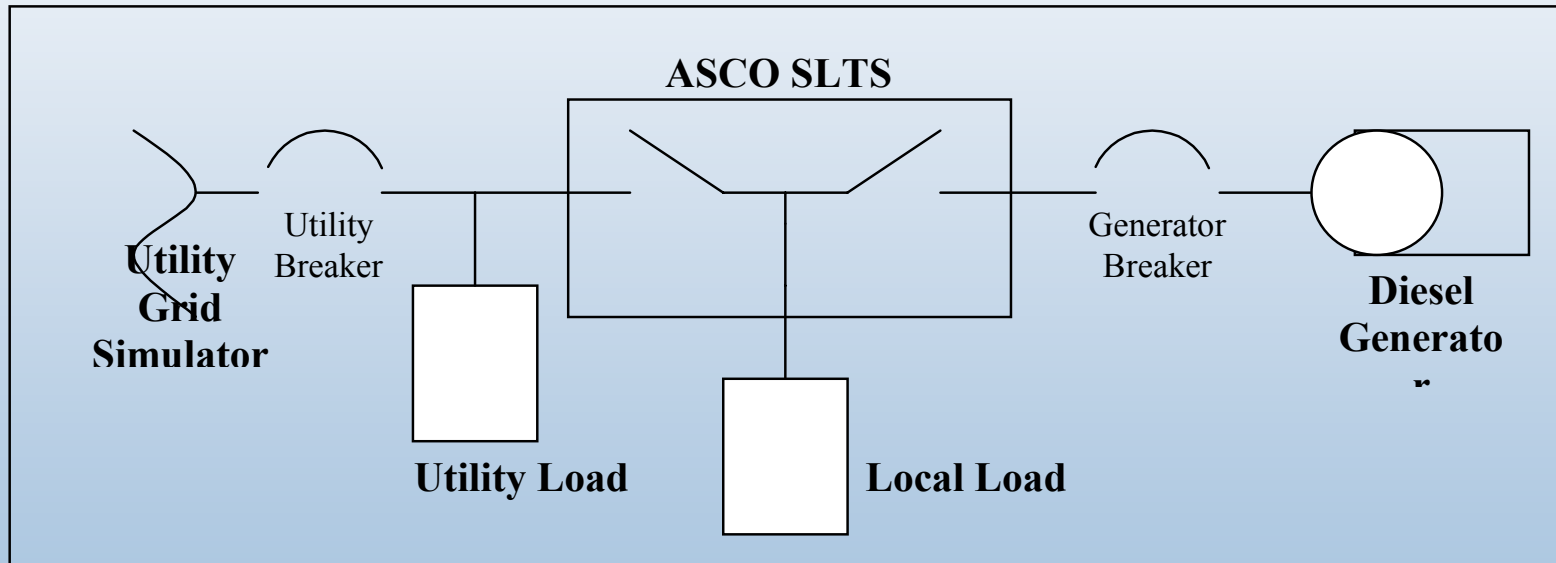 ASCO SLTS
Utility
Breaker
Generator
Breaker
Utility
Grid
Simulator
Diesel
Generato
r
Utility Load
Local Load